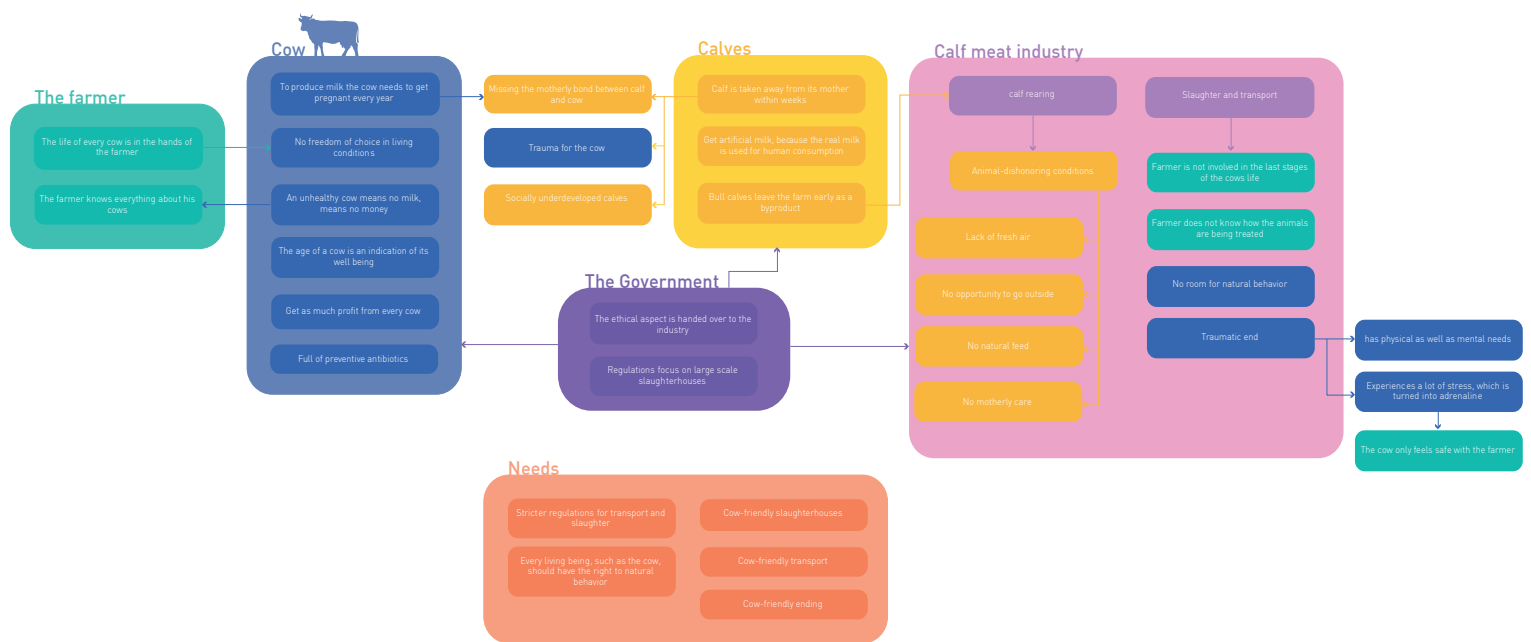 The farmer
The life of every cow is in the hands of
the farmer
The farmer knows everything about his
cows
Cow
To produce milk the cow needs to get
pregnant every year
No freedom of choice in living
conditions
An unhealthy cow means no milk,
means no money
The age of a cow is an indication of its
well being
Get as much profit from every cow
Full of preventive antibiotics
Missing the motherly bond between calf
and cow
Trauma for the cow
Socially underdeveloped calves
Calves
Calf is taken away from its mother
within weeks
Get artificial milk, because the real milk
is used for human consumption
Bull calves leave the farm early as a
byproduct
The Government
The ethical aspect is handed over to the
industry
Regulations focus on large scale
slaughterhouses
Calf meat industry
calf rearing
Animal-dishonoring conditions
Lack of fresh air
No opportunity to go outside
No natural feed
No motherly care
Slaughter and transport
Farmer is not involved in the last stages
of the cows life
Farmer does not know how the animals
are being treated
No room for natural behavior
Traumatic end
has physical as well as mental needs
Experiences a lot of stress, which is
turned into adrenaline
The cow only feels safe with the farmer
Needs
Stricter regulations for transport and
slaughter
Every living being, such as the cow,
should have the right to natural
behavior
Cow-friendly slaughterhouses
Cow-friendly transport
Cow-friendly ending